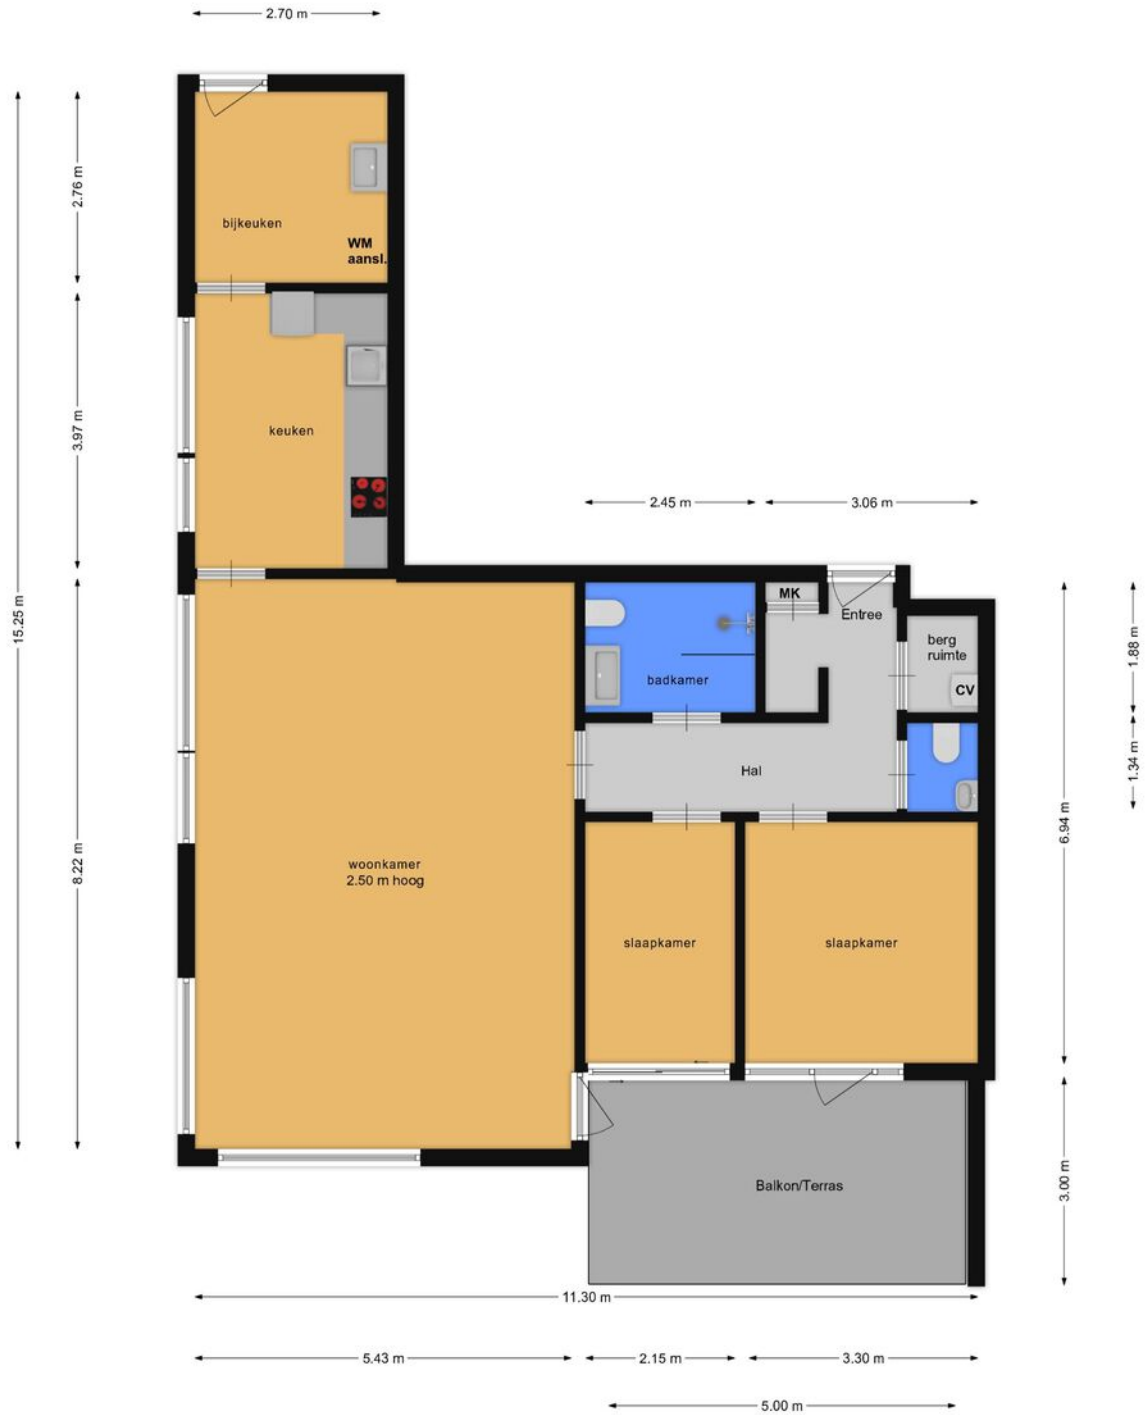 2.70 m
15.25 m
2.76 m
bijkeuken
WM
aansl.
3.97 m
keuken
2.45 m
3.06 m
MK
Entree
berg
ruimte
CV
1.88 m
badkamer
1.34 m
Hal
6.94 m
8.22 m
woonkamer
2.50 m hoog
slaapkamer
slaapkamer
Balkon/Terras
3.00 m
11.30 m
5.43 m
2.15 m
3.30 m
5.00 m